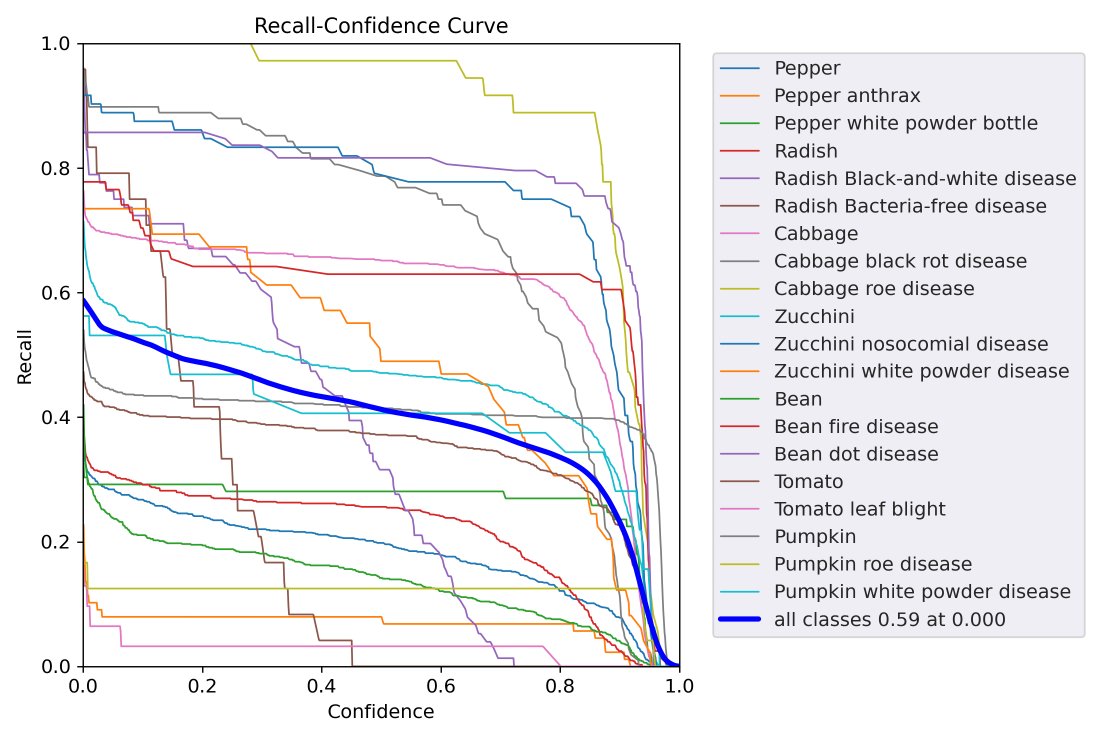 Recall-Confidence Curve
1.0
0.8
0.6
0.4
0.2
0.0
Recall
0.0 0.2 0.4 0.6 0.8 1.0
Confidence
Pepper
Pepper anthrax
Pepper white powder bottle
Radish
Radish Black-and-white disease
Radish Bacteria-free disease
Cabbage
Cabbage black rot disease
Cabbage roe disease
Zucchini
Zucchini nosocomial disease
Zucchini white powder disease
Bean
Bean fire disease
Bean dot disease
Tomato
Tomato leaf blight
Pumpkin
Pumpkin roe disease
Pumpkin white powder disease
all classes 0.59 at 0.000